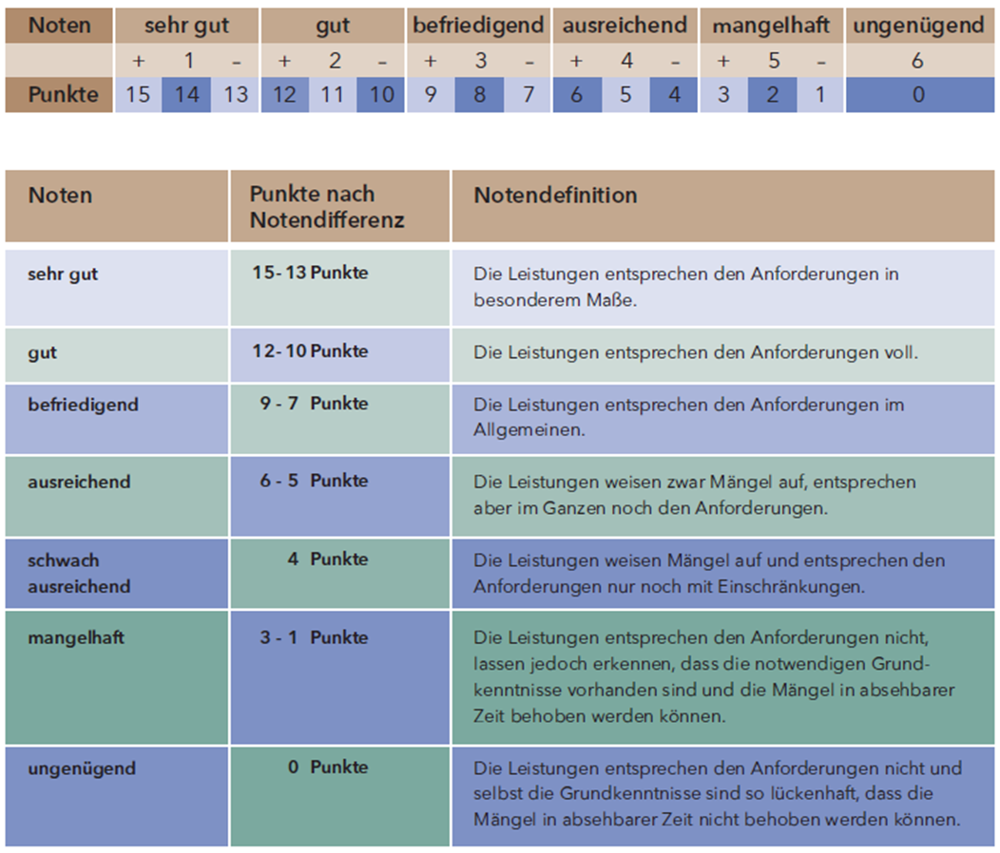 Noten sehr gut gut befriedigend ausreichend mangelhaft ungenügend
+ 1 – + 2 – + 3 – + 4 – + 5 – 6
Punkte 15 14 13 12 11 10 9 8 7 6 5 4 3 2 1 0
Noten
Punkte nach
Notendifferenz
Notendefinition
sehr gut
15-13 Punkte
Die Leistungen entsprechen den Anforderungen in
besonderem Maße.
gut
12-10 Punkte
Die Leistungen entsprechen den Anforderungen voll.
befriedigend
9 - 7 Punkte
Die Leistungen entsprechen den Anforderungen im
Allgemeinen.
ausreichend
6 - 5 Punkte
Die Leistungen weisen zwar Mängel auf, entsprechen
aber im Ganzen noch den Anforderungen.
schwach
ausreichend
4 Punkte
Die Leistungen weisen Mängel auf und entsprechen den
Anforderungen nur noch mit Einschränkungen.
mangelhaft
3 - 1 Punkte
Die Leistungen entsprechen den Anforderungen nicht,
lassen jedoch erkennen, dass die notwendigen Grund-
kenntnisse vorhanden sind und die Mängel in absehbarer
Zeit behoben werden können.
ungenügend
0 Punkte
Die Leistungen entsprechen den Anforderungen nicht und
selbst die Grundkenntnisse sind so lückenhaft, dass die
Mängel in absehbarer Zeit nicht behoben werden können.